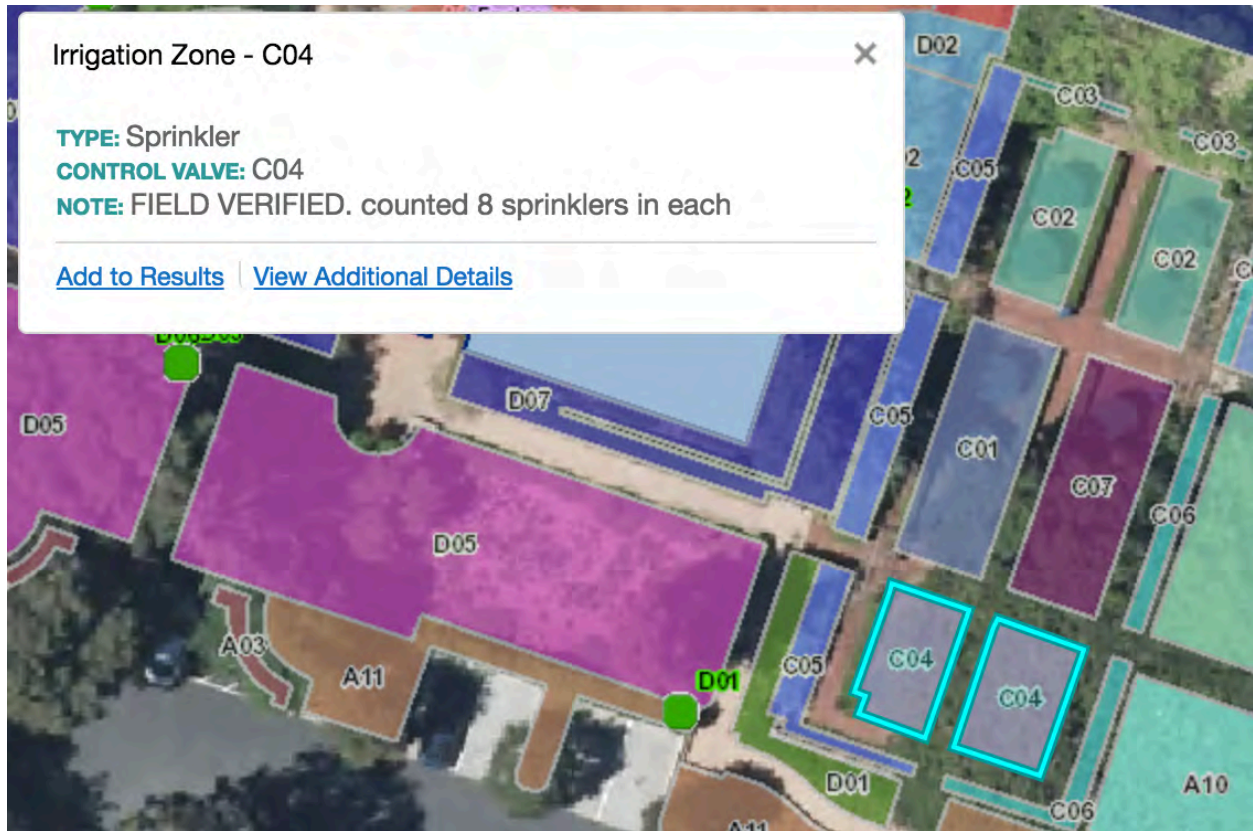 Irrigation Zone - C04
TYPE: Sprinkler
CONTROL VALVE: C04
NOTE: FIELD VERIFIED. counted 8 sprinklers in each
Add to Results
View Additional Details
D02
C03
C03
C05
C02
C02
D05
D07
C05
C01
C07
C06
D05
A03
A11
D01
C05
C04
C04
D01
C06
A10
A11